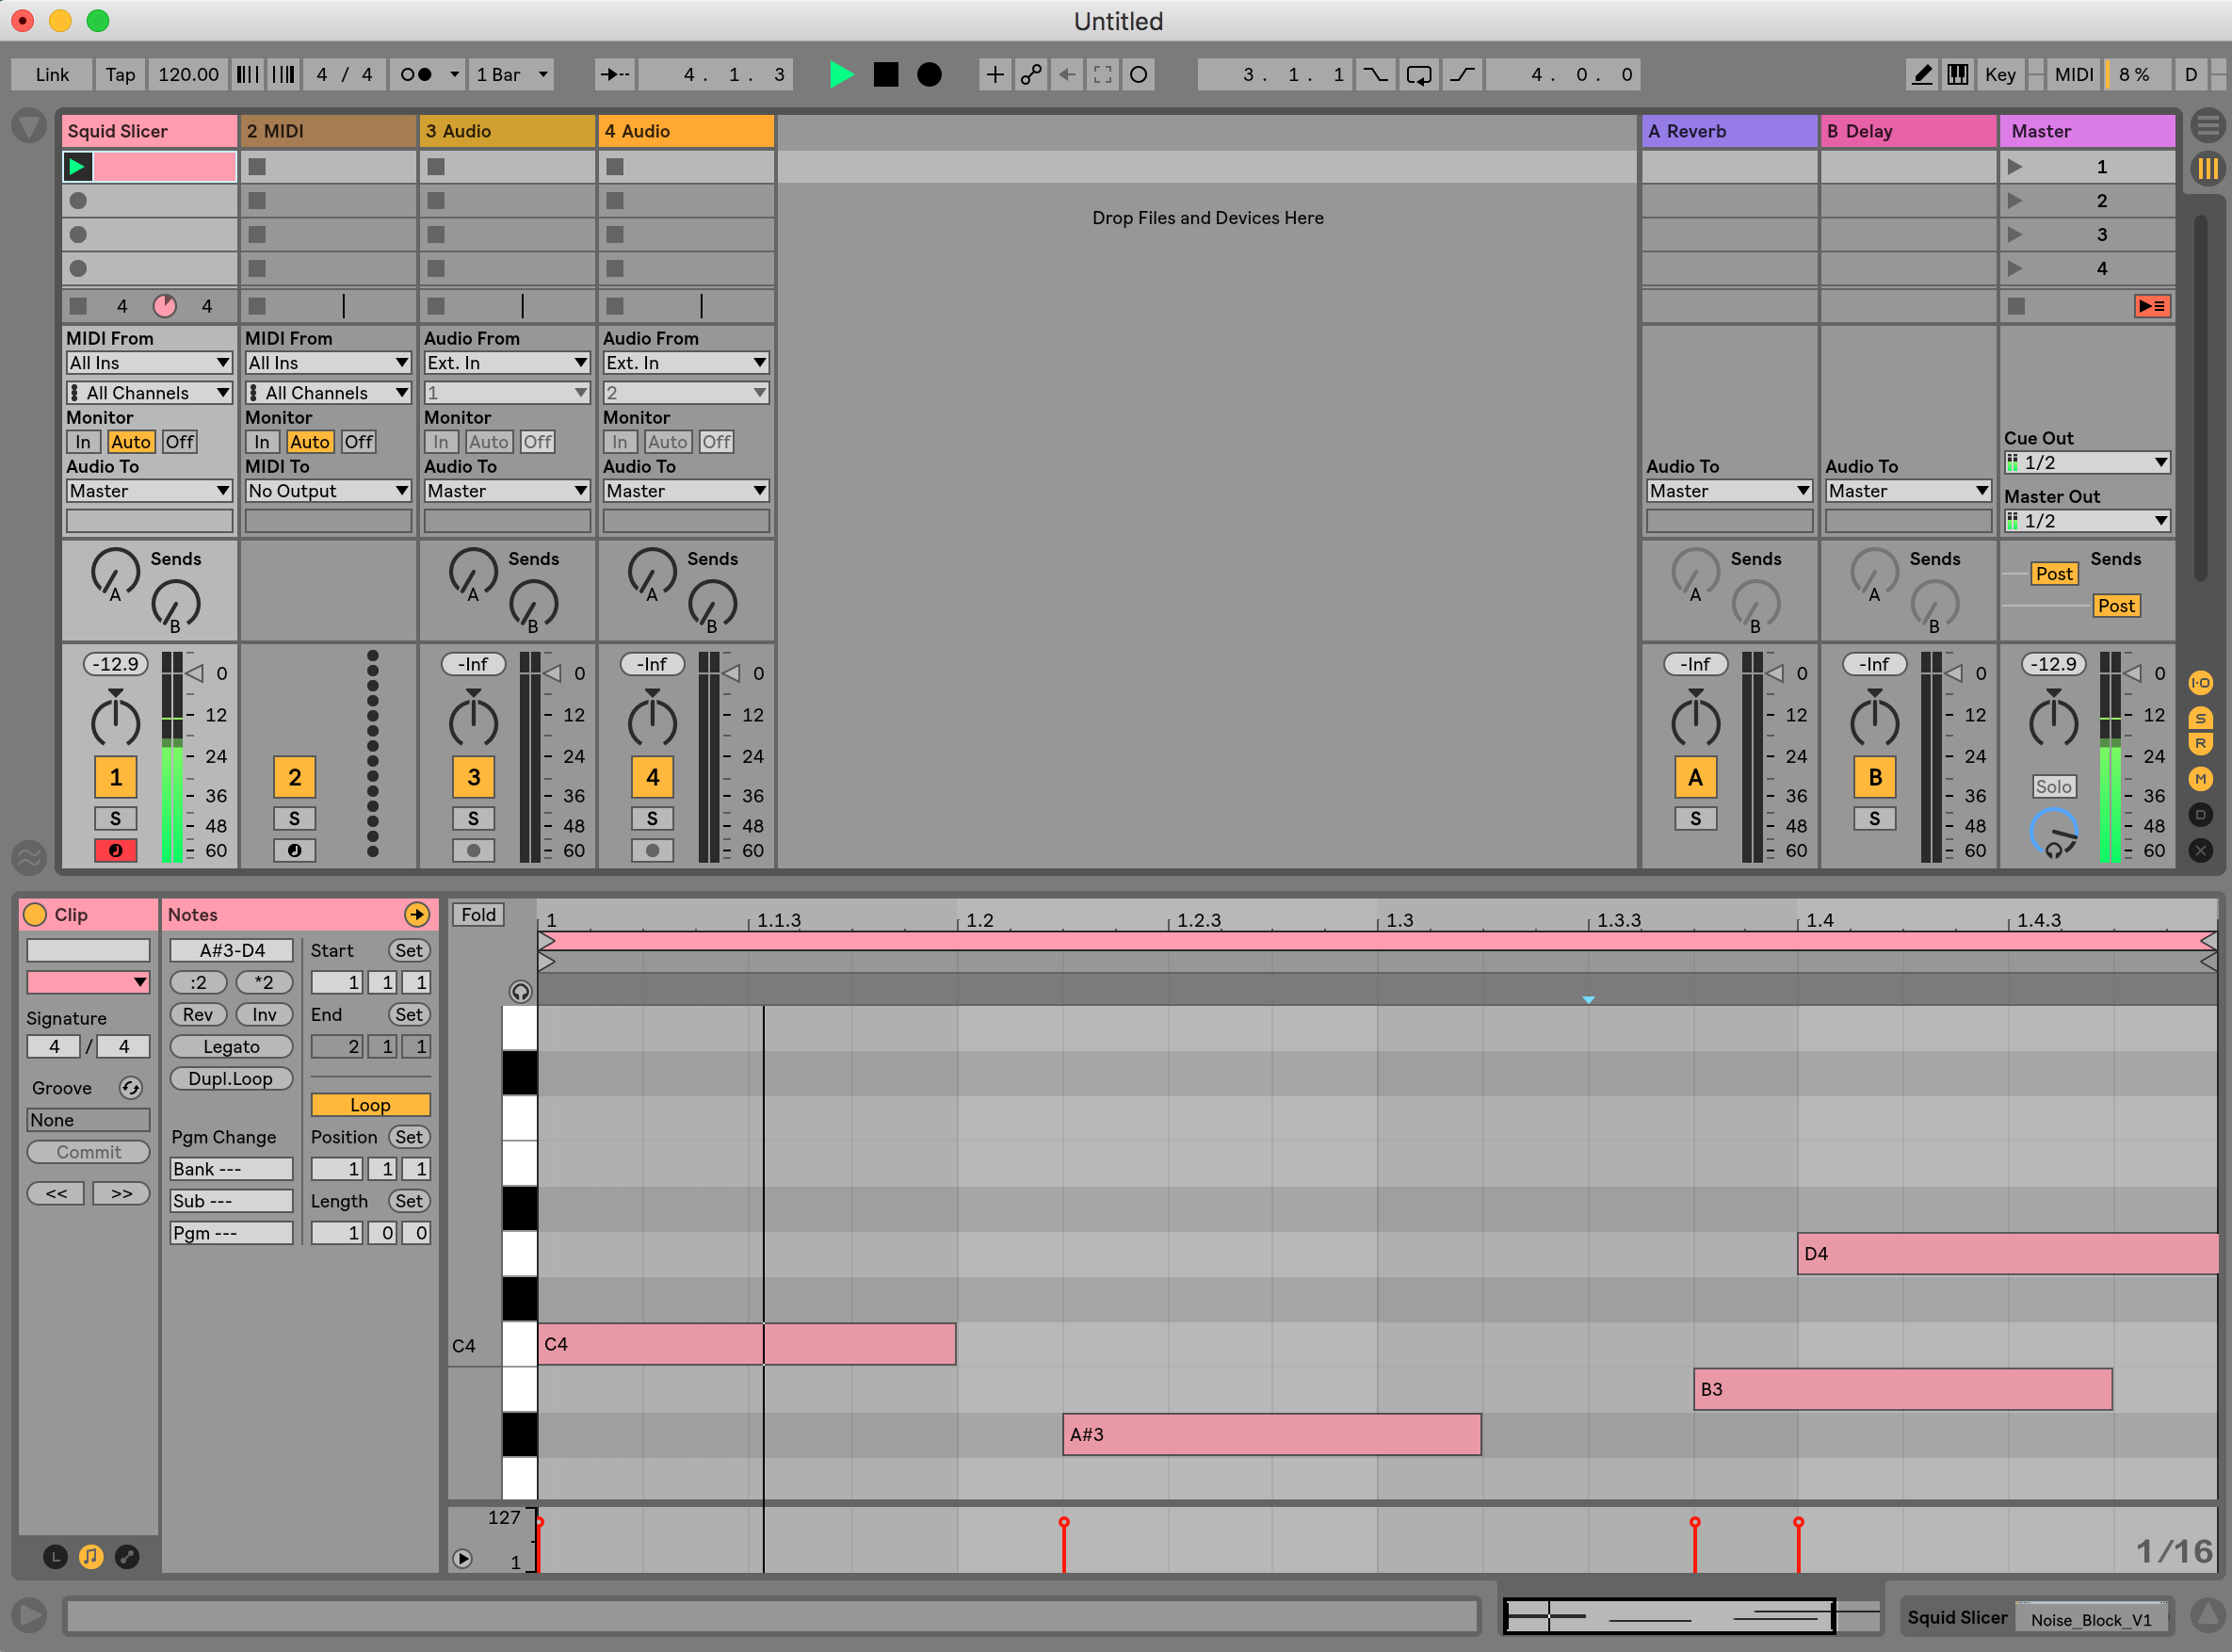 Untitled
Link Tap 120.00 4 / 4 1 Bar 4. 1. 3 3. 1. 1 4. 0. 0 Key MIDI 8 % D
Squid Slicer 2 MIDI 3 Audio 4 Audio A Reverb B Delay Master
1
Drop Files and Devices Here
2
3
4
4 4
MIDI From MIDI From Audio From Audio From
All Ins All Ins Ext. In Ext. In
All Channels All Channels 1 2
Monitor Monitor Monitor Monitor
In Auto Off In Auto Off In Auto Off In Auto Off
Cue Out
1/2
Audio To MIDI To Audio To Audio To Audio To Audio To
Master No Output Master Master Master Master
Master Out
1/2
Sends Sends Sends Sends Sends Sends
A A A A A Post
B B B B B Post
-12.9 0 -Inf 0 -Inf 0 -Inf 0 -Inf 0 -12.9 0
12 12 12 12 12 12
24 24 24 24 24 24
1 2 3 4 A B
36 36 36 36 36 36
Solo
S S S S S S
48 48 48 48 48 48
60 60 60 60 60 60
I-O
S
R
M
D
X
Clip Notes Fold 1 1.1.3 1.2 1.2.3 1.3 1.3.3 1.4 1.4.3
A#3-D4 Start Set
:2 *2 1 1 1
Signature Rev Inv End Set
4 / 4 Legato 2 1 1
Groove Dupl.Loop
None Loop
Commit Pgm Change Position Set
Bank --- 1 1 1
<< >> Sub --- Length Set
Pgm --- 1 0 0
D4
C4 C4
B3
A#3
127
1
1/16
L
Squid Slicer Noise_Block_V1